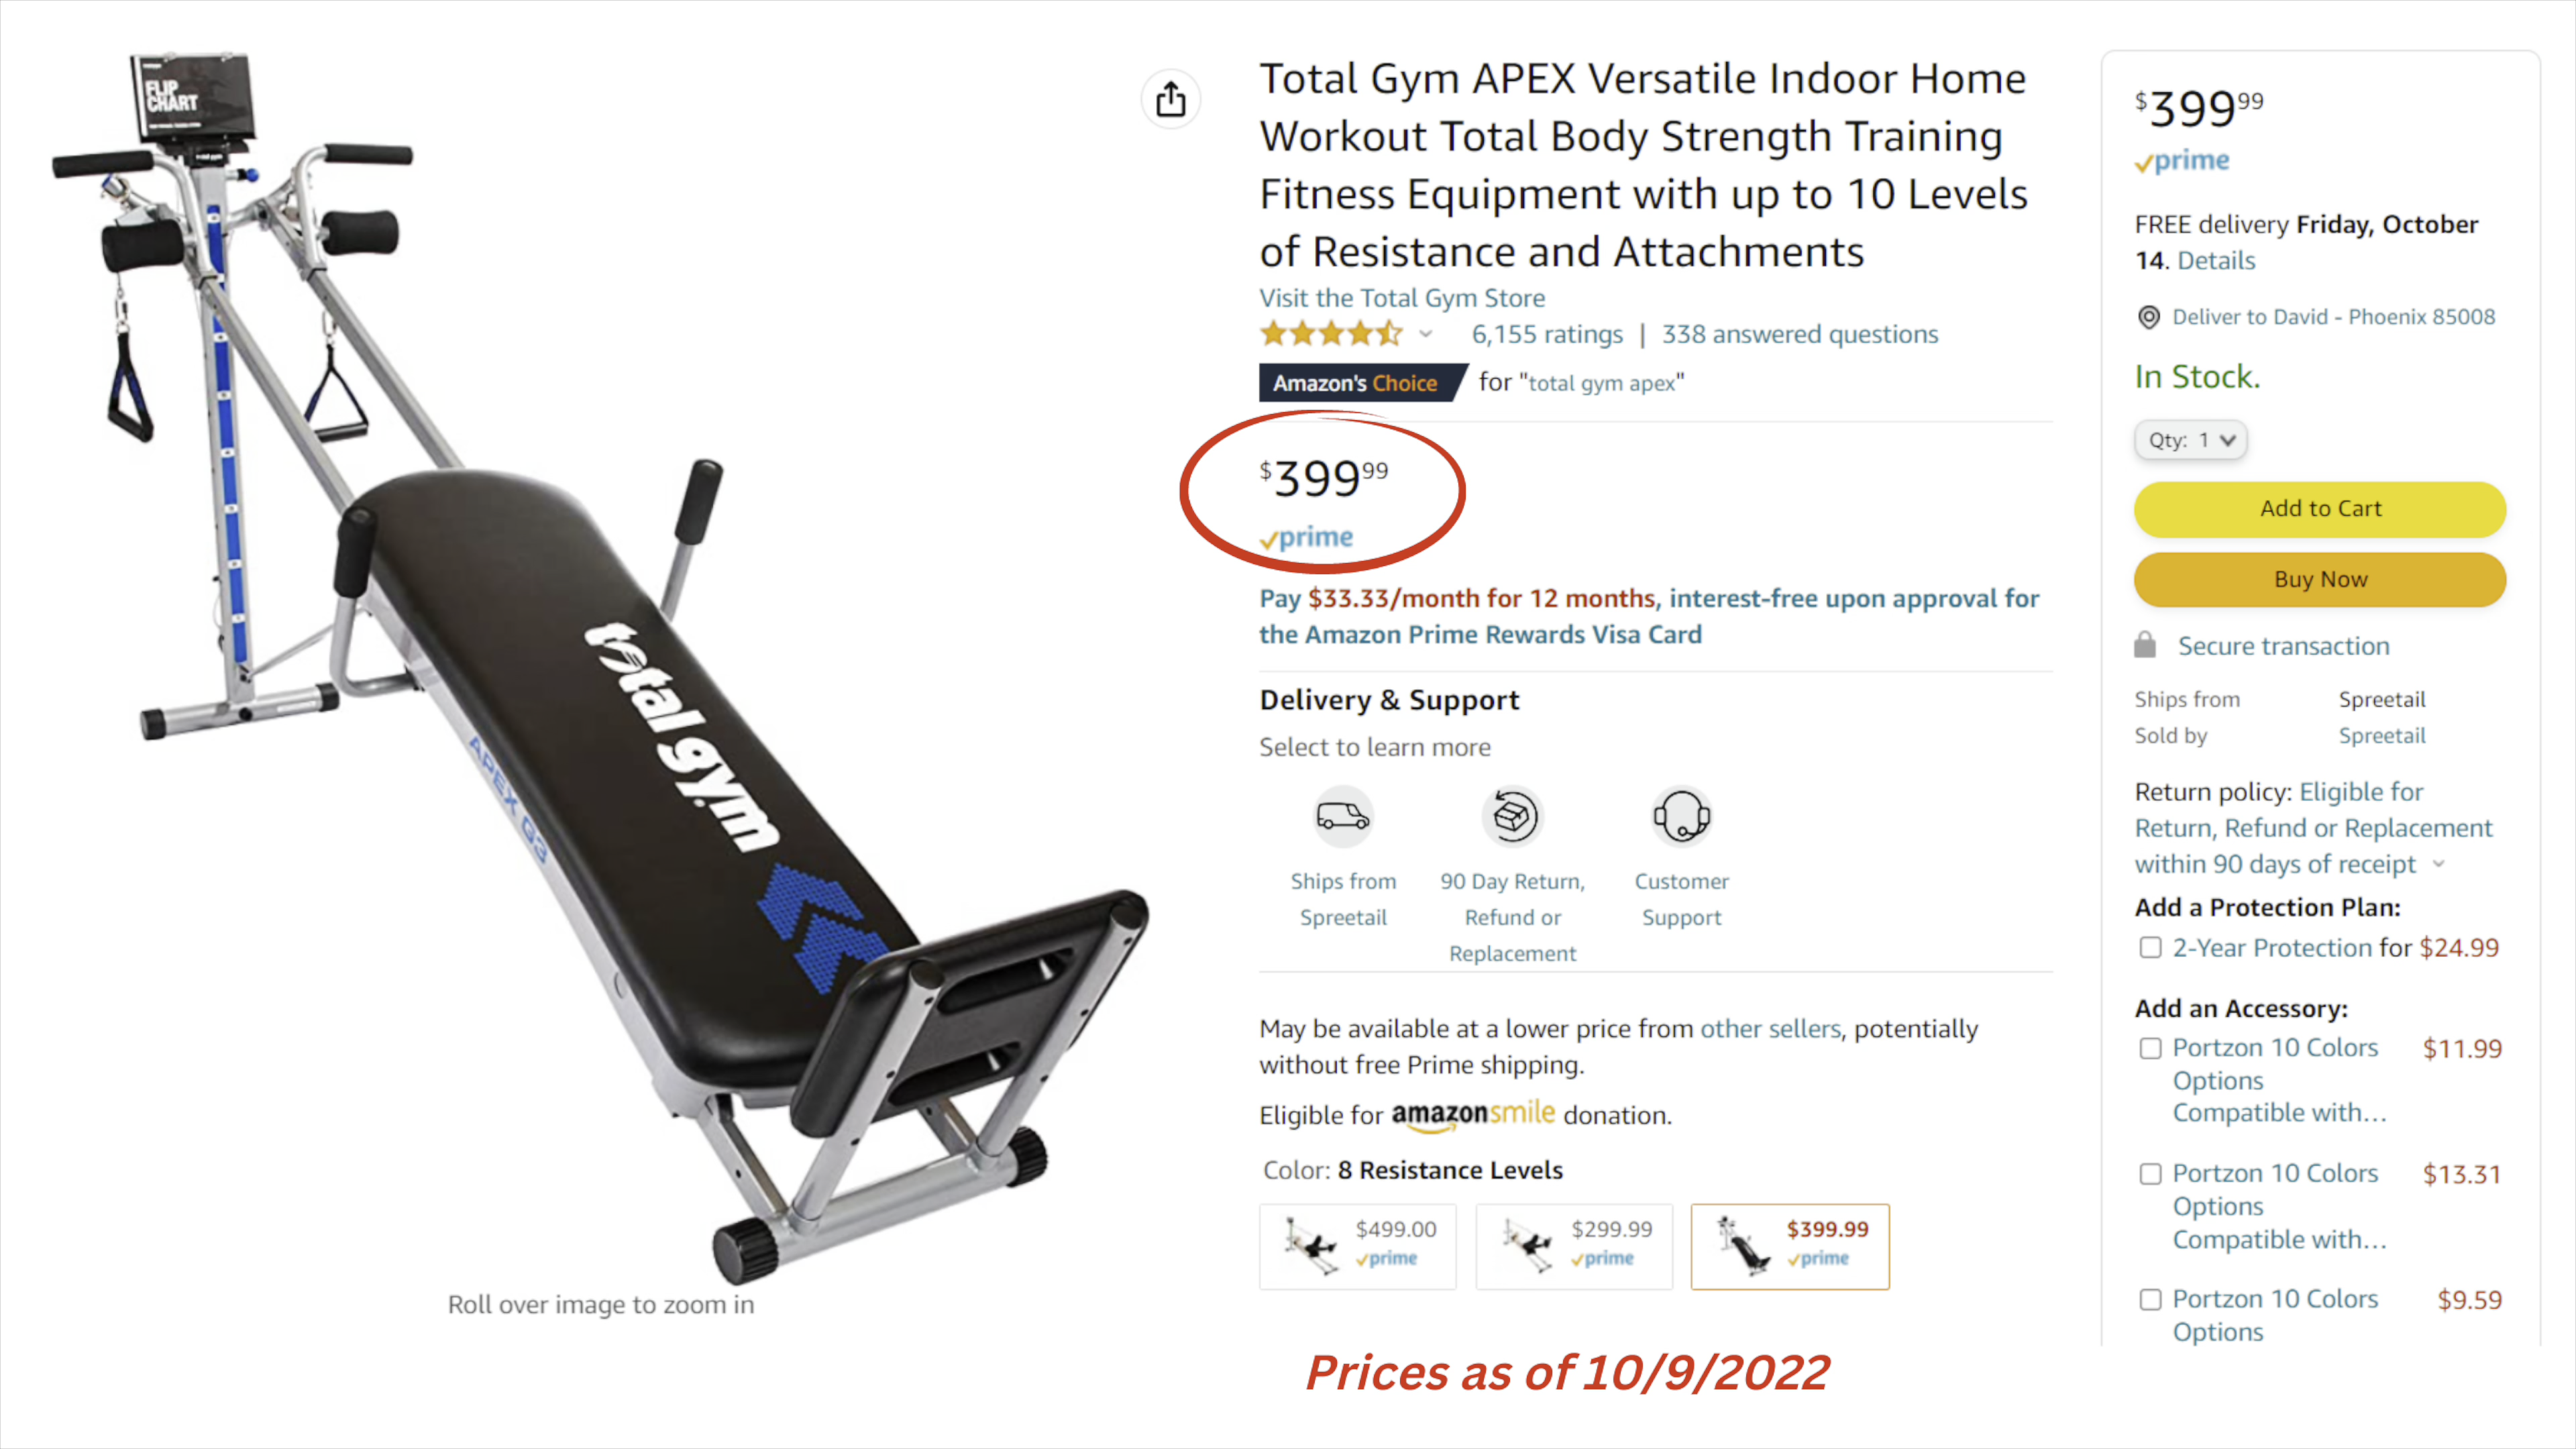 FLIP
CHART
total gym
APEX G3
Roll over image to zoom in
Total Gym APEX Versatile Indoor Home
Workout Total Body Strength Training
Fitness Equipment with up to 10 Levels
of Resistance and Attachments
Visit the Total Gym Store
6,155 ratings | 338 answered questions
Amazon's Choice for "total gym apex"
$399 99
prime
Pay $33.33/month for 12 months, interest-free upon approval for
the Amazon Prime Rewards Visa Card
Delivery & Support
Select to learn more
Ships from
Spreetail
90 Day Return,
Refund or
Replacement
Customer
Support
May be available at a lower price from other sellers, potentially
without free Prime shipping.
Eligible for amazonsmile donation.
Color: 8 Resistance Levels
$499.00
prime
$299.99
prime
$399.99
prime
Prices as of 10/9/2022
$399 99
prime
FREE delivery Friday, October
14. Details
Deliver to David - Phoenix 85008
In Stock.
Qty: 1
Add to Cart
Buy Now
Secure transaction
Ships from Spreetail
Sold by Spreetail
Return policy: Eligible for
Return, Refund or Replacement
within 90 days of receipt
Add a Protection Plan:
2-Year Protection for $24.99
Add an Accessory:
Portzon 10 Colors $11.99
Options
Compatible with...
Portzon 10 Colors $13.31
Options
Compatible with...
Portzon 10 Colors $9.59
Options